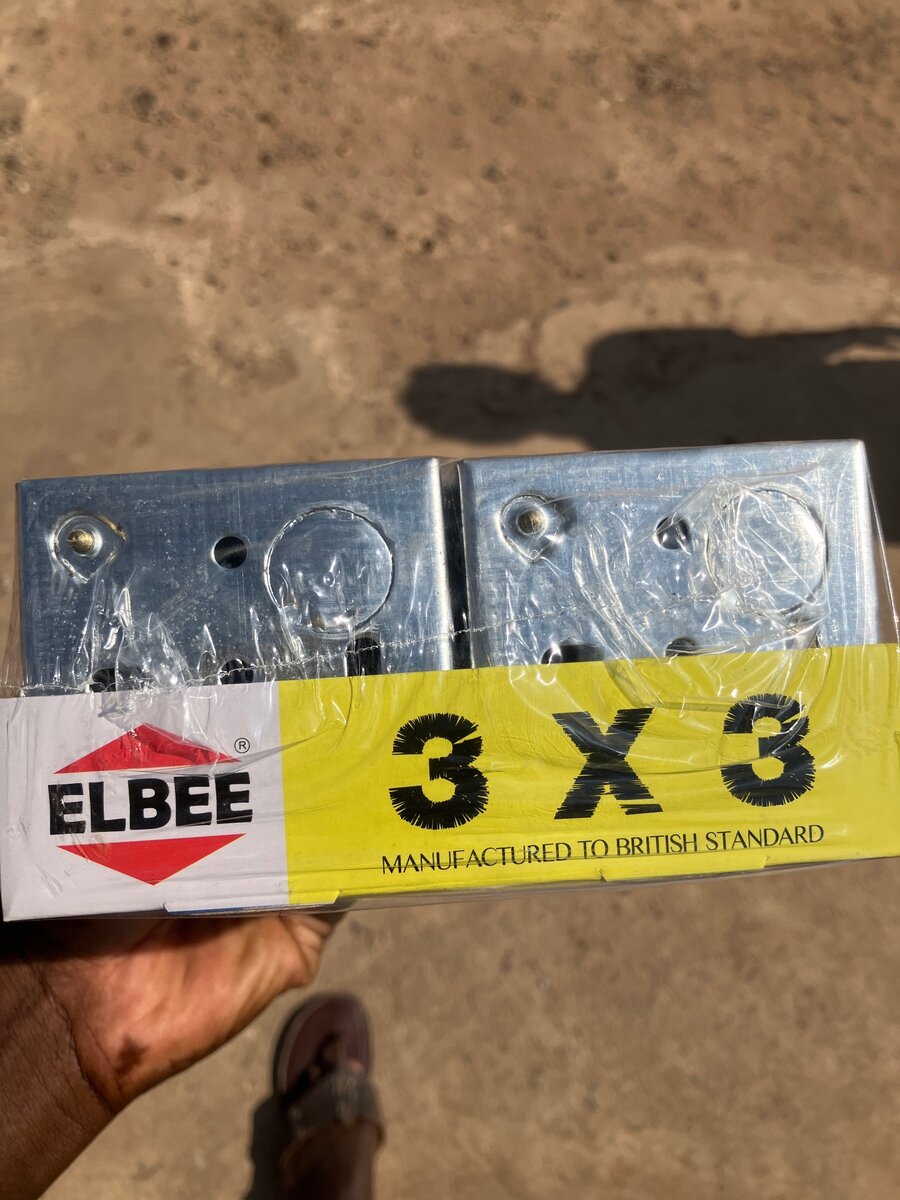 ELBEE®
3 X 3
MANUFACTURED TO BRITISH STANDARD